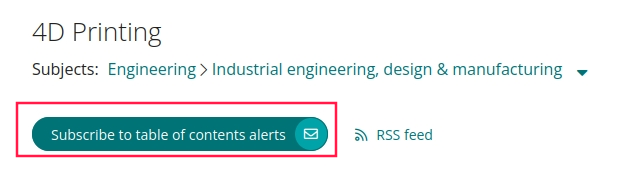 4D Printing
Subjects: Engineering > Industrial engineering, design & manufacturing
Subscribe to table of contents alerts RSS feed